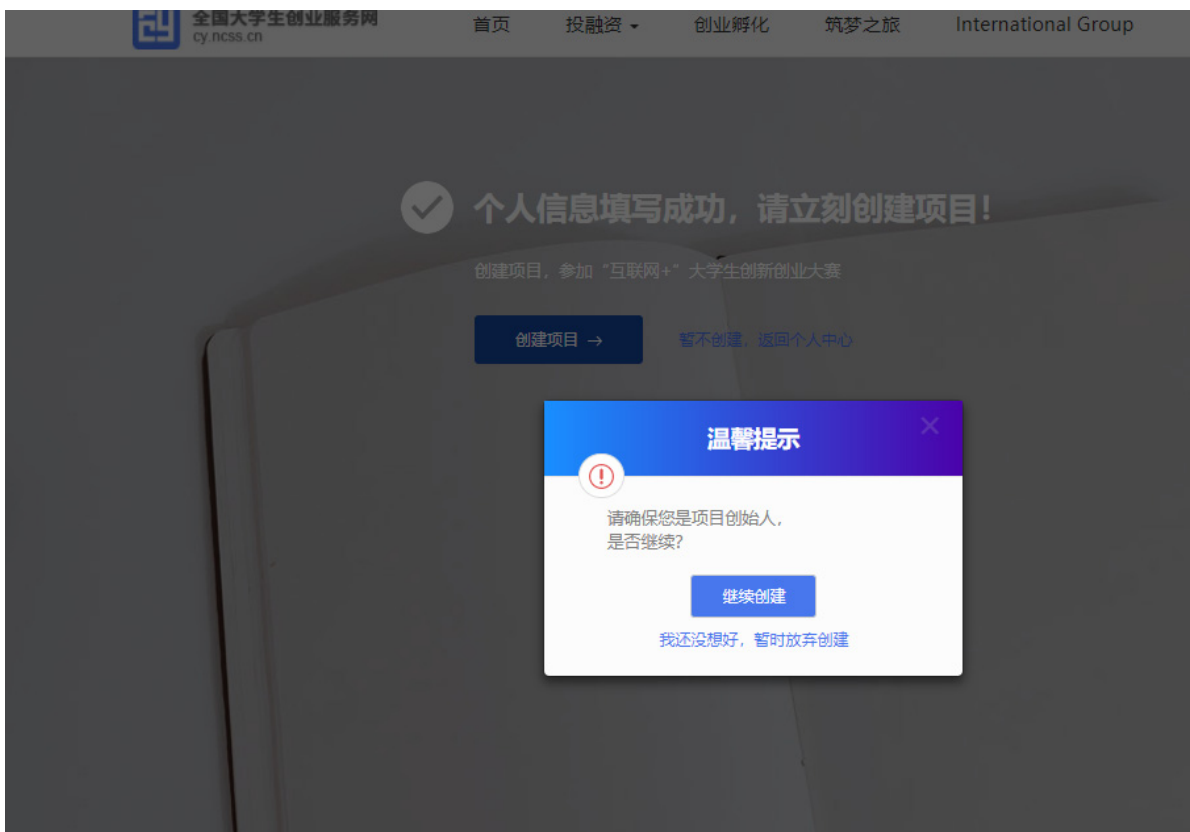 全国大学生创业服务网
cy.ncss.cn
首页 投融资 创业孵化 筑梦之旅 International Group
个人信息填写成功，请立刻创建项目！
创建项目，参加“互联网+”大学生创新创业大赛
创建项目 → 暂不创建，返回个人中心
温馨提示
请确保您是项目创始人，
是否继续？
继续创建
我还没想好，暂时放弃创建